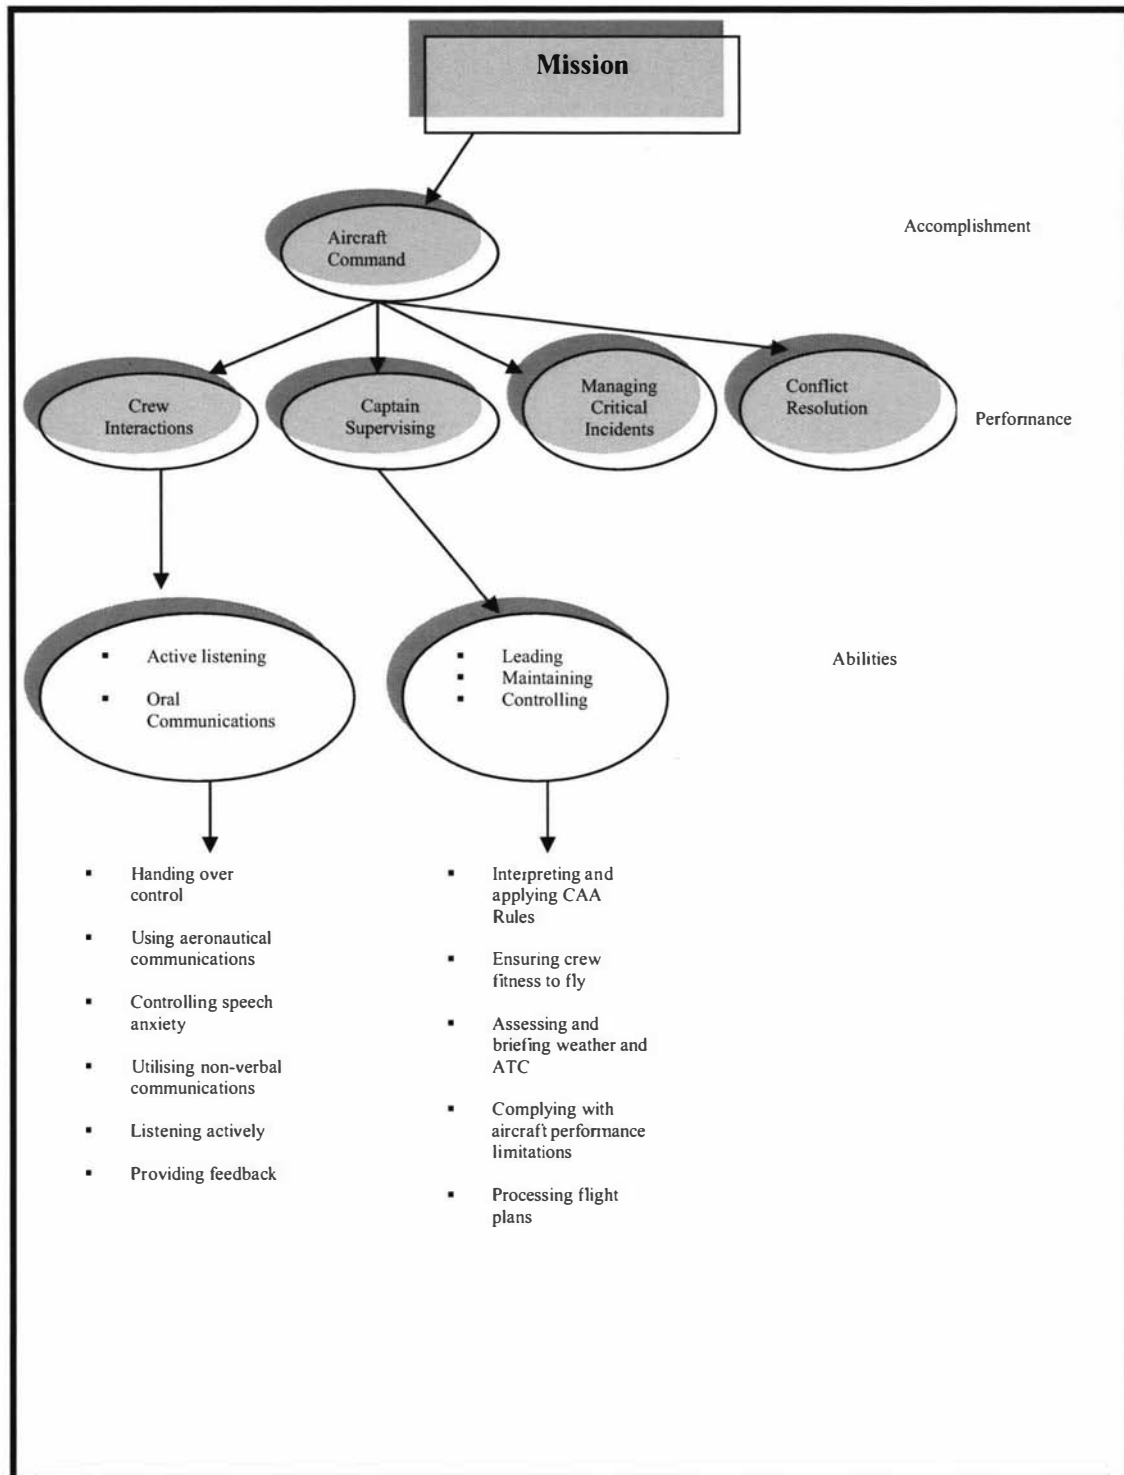 Mission
Aircraft
Command
Accomplishment
Crew
Interactions
Captain
Supervising
Managing
Critical
Incidents
Conflict
Resolution
Performance
▪ Active listening
▪ Oral
Communications
▪ Leading
▪ Maintaining
▪ Controlling
Abilities
▪ Handing over
control
▪ Using aeronautical
communications
▪ Controlling speech
anxiety
▪ Utilising non-verbal
communications
▪ Listening actively
▪ Providing feedback
▪ Interpreting and
applying CAA
Rules
▪ Ensuring crew
fitness to fly
▪ Assessing and
briefing weather and
ATC
▪ Complying with
aircraft performance
limitations
▪ Processing flight
plans